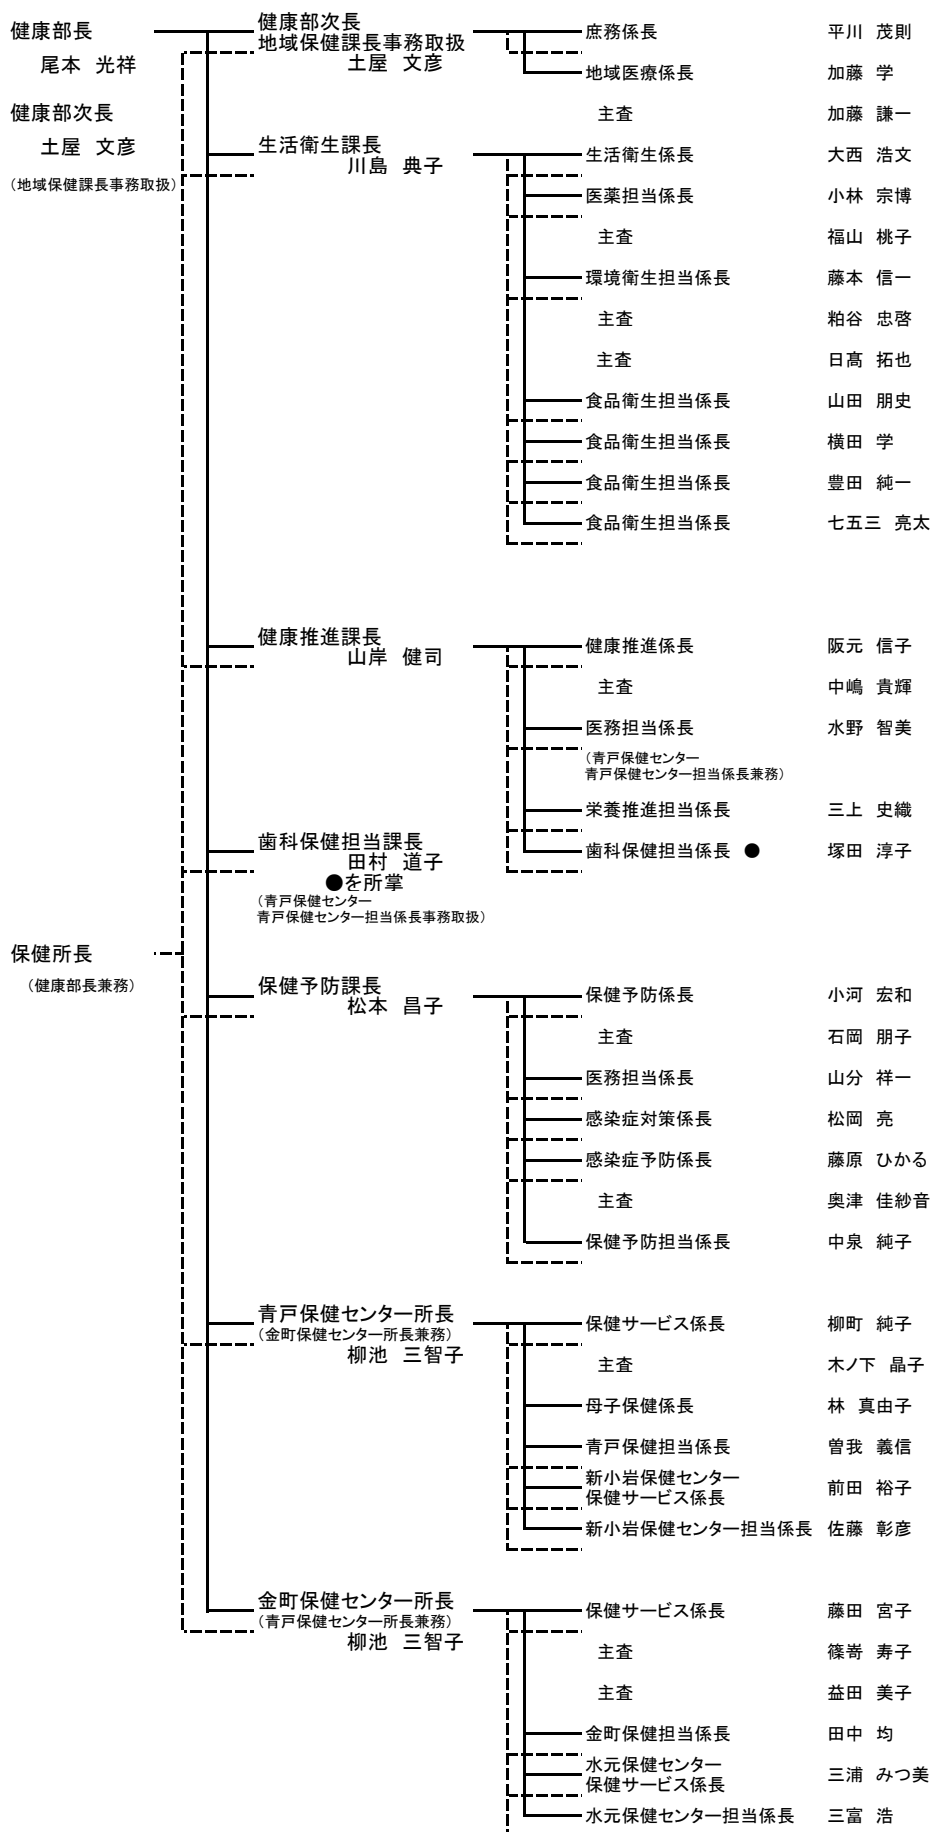 健康部長
尾本 光祥
健康部次長
土屋 文彦
(地域保健課長事務取扱)
保健所長
(健康部長兼務)
健康部次長
地域保健課長事務取扱
土屋 文彦
庶務係長 平川 茂則
地域医療係長 加藤 学
主査 加藤 謙一
生活衛生課長
川島 典子
生活衛生係長 大西 浩文
医薬担当係長 小林 宗博
主査 福山 桃子
環境衛生担当係長 藤本 信一
主査 粕谷 忠啓
主査 日髙 拓也
食品衛生担当係長 山田 朋史
食品衛生担当係長 横田 学
食品衛生担当係長 豊田 純一
食品衛生担当係長 七五三 亮太
健康推進課長
山岸 健司
健康推進係長 阪元 信子
主査 中嶋 貴輝
医務担当係長 水野 智美
(青戸保健センター
青戸保健センター担当係長兼務)
栄養推進担当係長 三上 史織
歯科保健担当係長 ● 塚田 淳子
歯科保健担当課長
田村 道子
●を所掌
(青戸保健センター
青戸保健センター担当係長事務取扱)
保健予防課長
松本 昌子
保健予防係長 小河 宏和
主査 石岡 朋子
医務担当係長 山分 祥一
感染症対策係長 松岡 亮
感染症予防係長 藤原 ひかる
主査 奥津 佳紗音
保健予防担当係長 中泉 純子
青戸保健センター所長
(金町保健センター所長兼務)
柳池 三智子
保健サービス係長 柳町 純子
主査 木ノ下 晶子
母子保健係長 林 真由子
青戸保健担当係長 曽我 義信
新小岩保健センター
保健サービス係長 前田 裕子
新小岩保健センター担当係長 佐藤 彰彦
金町保健センター所長
(青戸保健センター所長兼務)
柳池 三智子
保健サービス係長 藤田 宮子
主査 篠嵜 寿子
主査 益田 美子
金町保健担当係長 田中 均
水元保健センター
保健サービス係長 三浦 みつ美
水元保健センター担当係長 三富 浩